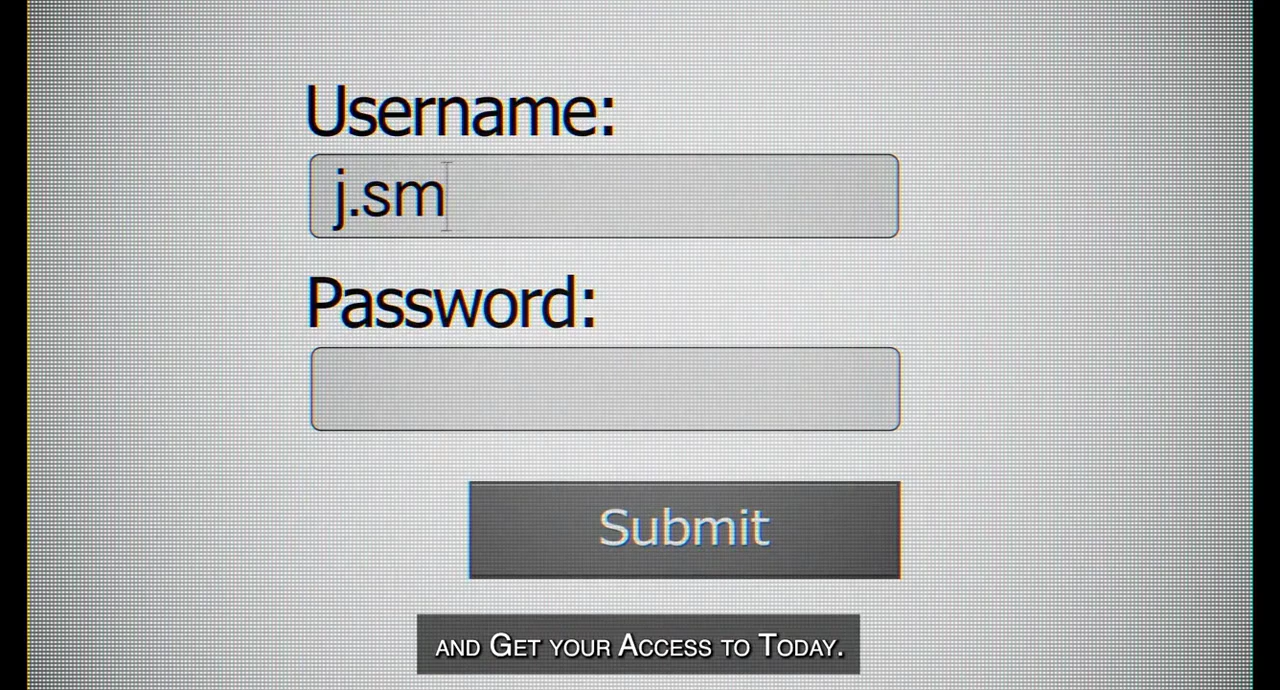 Username:
j.sm
Password:
Submit
and Get your Access to Today.